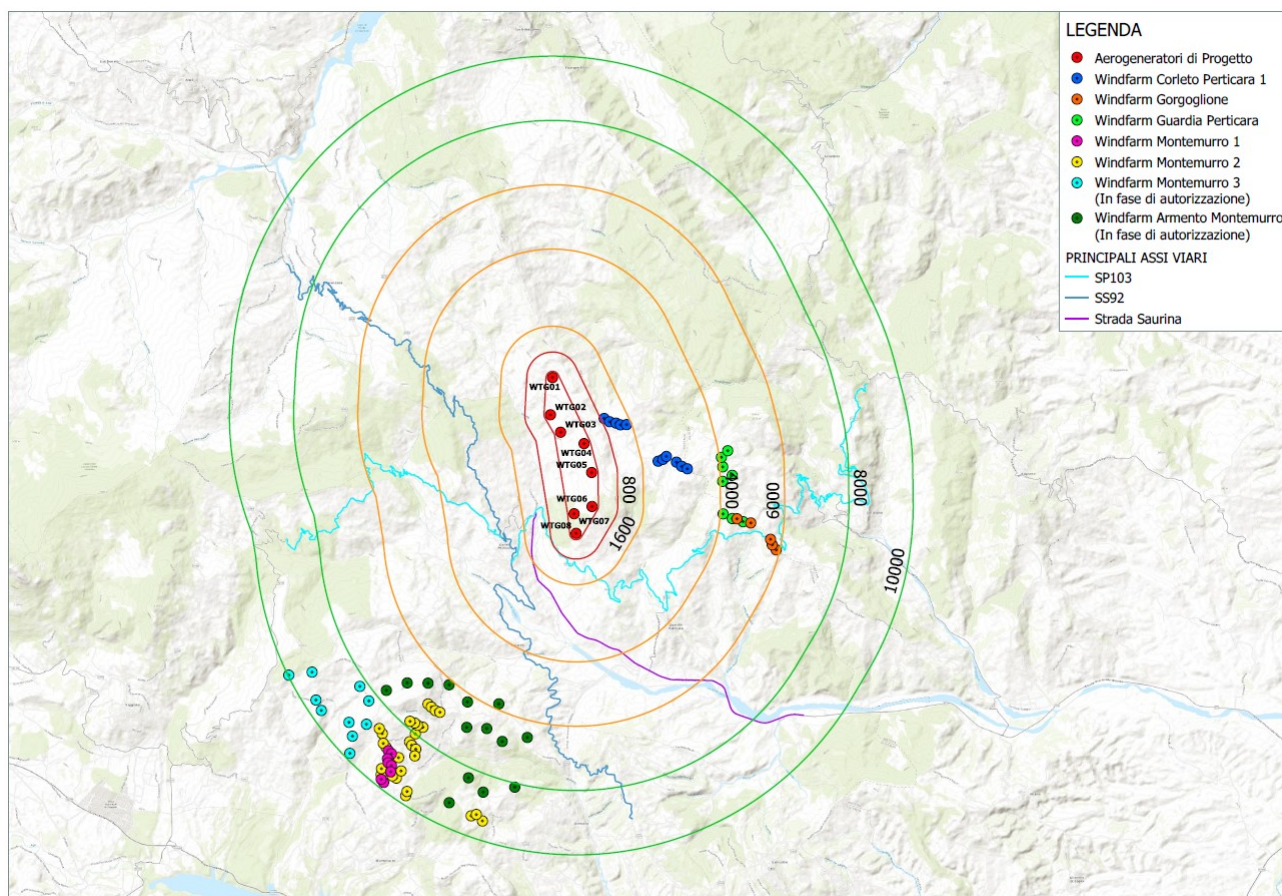 LEGENDA
Aerogeneratori di Progetto
Windfarm Corleto Perticara 1
Windfarm Gorgoglione
Windfarm Guardia Perticara
Windfarm Montemurro 1
Windfarm Montemurro 2
Windfarm Montemurro 3
(In fase di autorizzazione)
Windfarm Armento Montemurro
(In fase di autorizzazione)
PRINCIPALI ASSI VIARI
SP103
SS92
Strada Saurina
WTG01
WTG02
WTG03
WTG04
WTG05
WTG06
WTG07
WTG08
800
1600
4000
6000
8000
10000